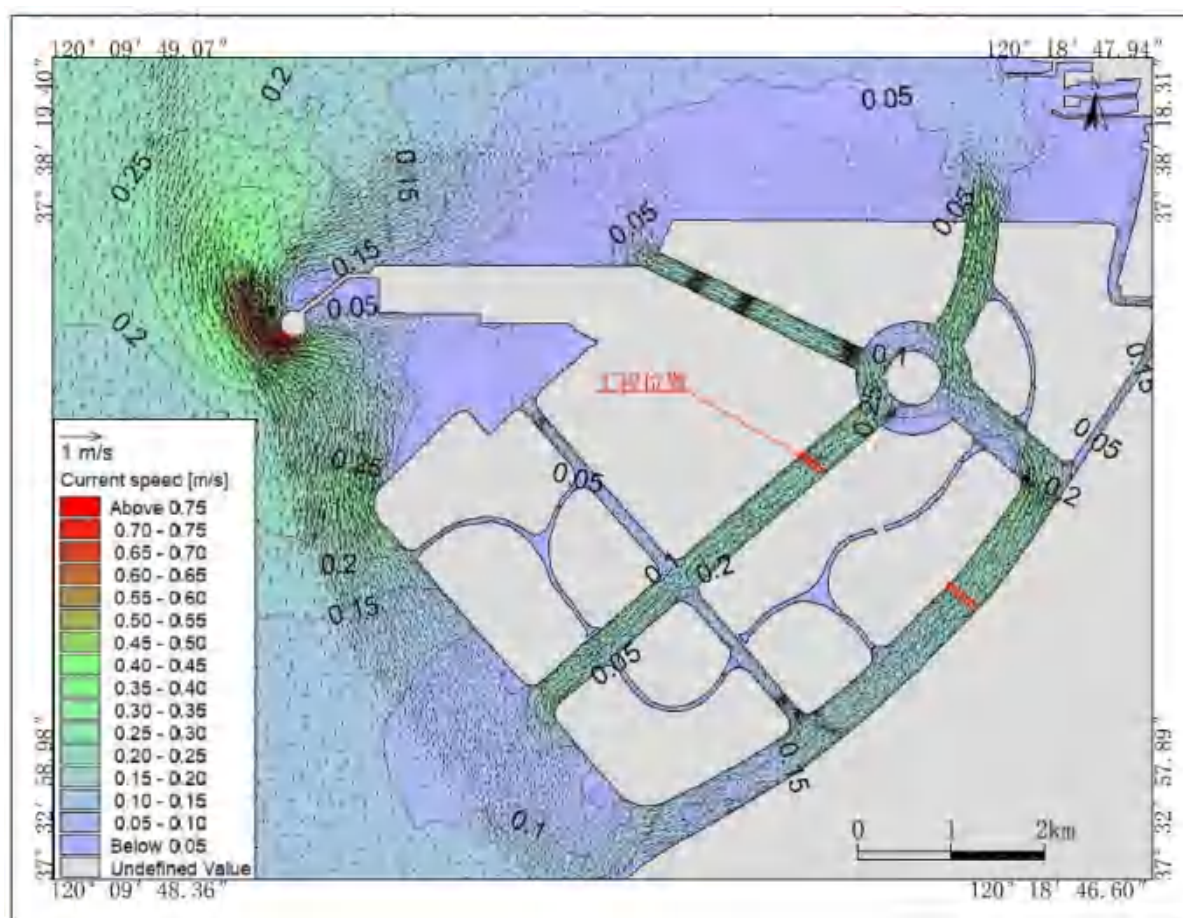 120° 09′ 49.07″
120° 18′ 47.94″
37° 38′ 19.40″
37° 38′ 18.31″
0.2
0.05
0.25
0.15
0.05
0.05
0.15
0.05
0.2
0.1
工程位置
0.05
0.25
0.05
0.2
0.2
0.1
0.2
0.15
0.05
0.15
0.1
1 m/s
Current speed [m/s]
Above 0.75
0.70 - 0.75
0.65 - 0.70
0.60 - 0.65
0.55 - 0.60
0.50 - 0.55
0.45 - 0.50
0.40 - 0.45
0.35 - 0.40
0.30 - 0.35
0.25 - 0.30
0.20 - 0.25
0.15 - 0.20
0.10 - 0.15
0.05 - 0.10
Below 0.05
Undefined Value
0 1 2km
37° 32′ 58.98″
37° 32′ 57.89″
120° 09′ 48.36″
120° 18′ 46.60″